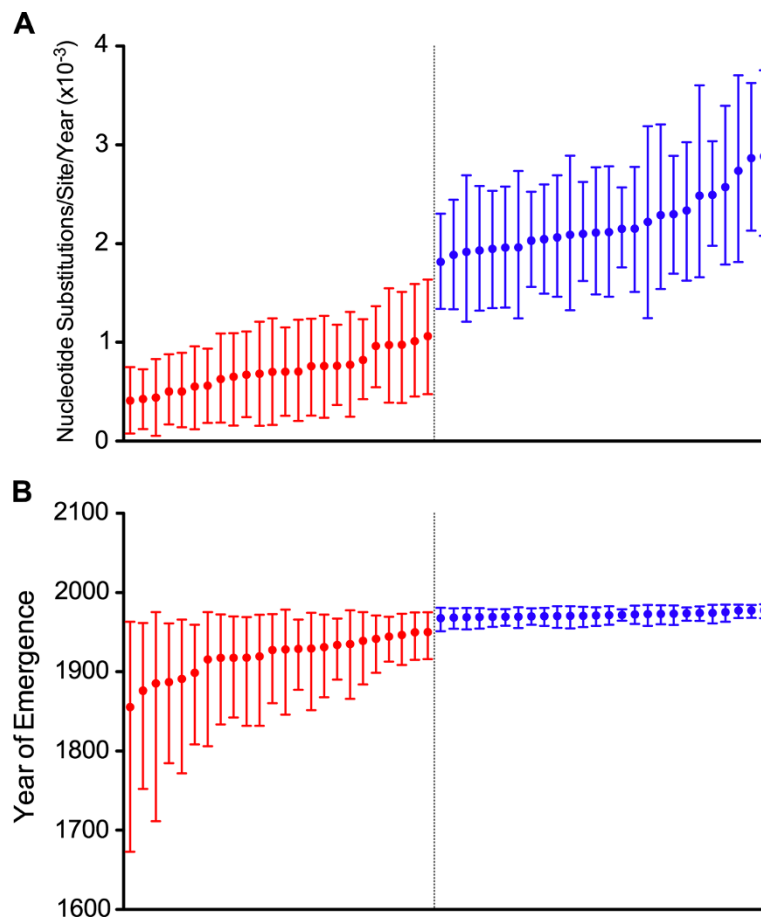 A
Nucleotide Substitutions/Site/Year (x10-3)
4
3
2
1
0
B
Year of Emergence
2100
2000
1900
1800
1700
1600